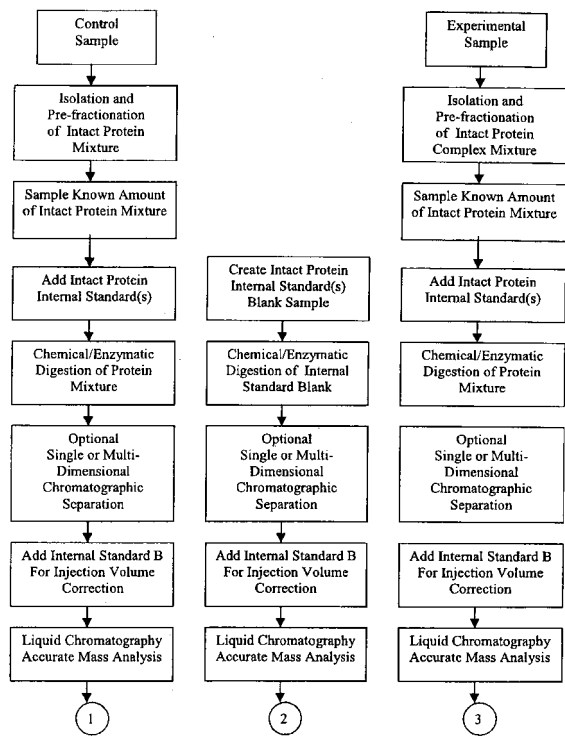 Control
Sample
Isolation and
Pre-fractionation
of Intact Protein
Mixture
Sample Known Amount
of Intact Protein Mixture
Add Intact Protein
Internal Standard(s)
Chemical/Enzymatic
Digestion of Protein
Mixture
Optional
Single or Multi-
Dimensional
Chromatographic
Separation
Add Internal Standard B
For Injection Volume
Correction
Liquid Chromatography
Accurate Mass Analysis
1
Create Intact Protein
Internal Standard(s)
Blank Sample
Chemical/Enzymatic
Digestion of Internal
Standard Blank
Optional
Single or Multi-
Dimensional
Chromatographic
Separation
Add Internal Standard B
For Injection Volume
Correction
Liquid Chromatography
Accurate Mass Analysis
2
Experimental
Sample
Isolation and
Pre-fractionation
of Intact Protein
Complex Mixture
Sample Known Amount
of Intact Protein Mixture
Add Intact Protein
Internal Standard(s)
Chemical/Enzymatic
Digestion of Protein
Mixture
Optional
Single or Multi-
Dimensional
Chromatographic
Separation
Add Internal Standard B
For Injection Volume
Correction
Liquid Chromatography
Accurate Mass Analysis
3